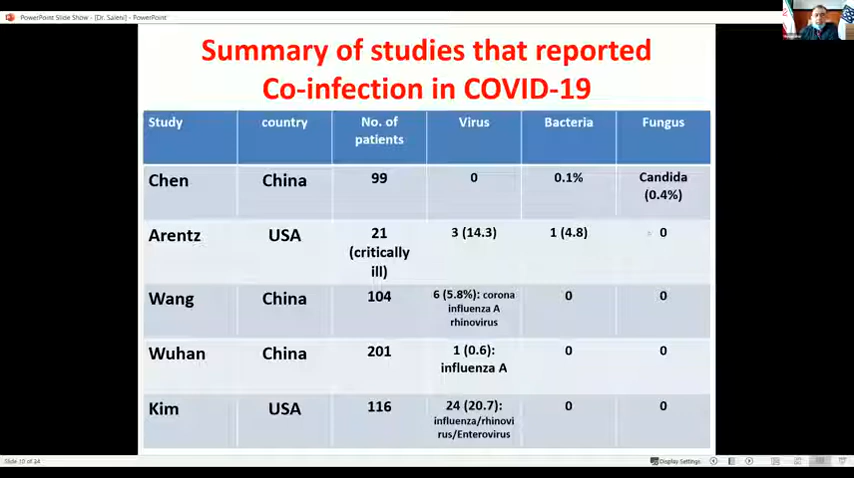 PowerPoint Slide Show - [Dr. Salehi] - PowerPoint
Summary of studies that reported
Co-infection in COVID-19
Study country No. of patients Virus Bacteria Fungus
Chen China 99 0 0.1% Candida (0.4%)
Arentz USA 21 (critically ill) 3 (14.3) 1 (4.8) 0
Wang China 104 6 (5.8%): corona influenza A rhinovirus 0 0
Wuhan China 201 1 (0.6): influenza A 0 0
Kim USA 116 24 (20.7): influenza/rhinovirus/Enterovirus 0 0
Slide 10 of 24
Display Settings